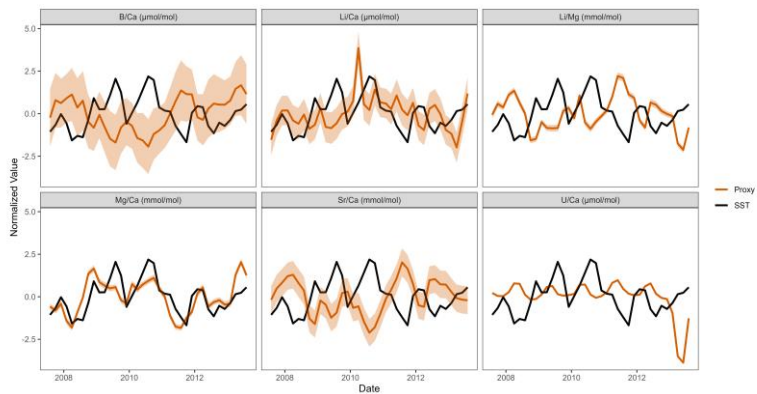 B/Ca (μmol/mol) Li/Ca (μmol/mol) Li/Mg (mmol/mol)
5.0
2.5
0.0
-2.5
Normalized Value
Proxy
SST
Mg/Ca (mmol/mol) Sr/Ca (mmol/mol) U/Ca (μmol/mol)
5.0
2.5
0.0
-2.5
2008 2010 2012 2008 2010 2012 2008 2010 2012
Date